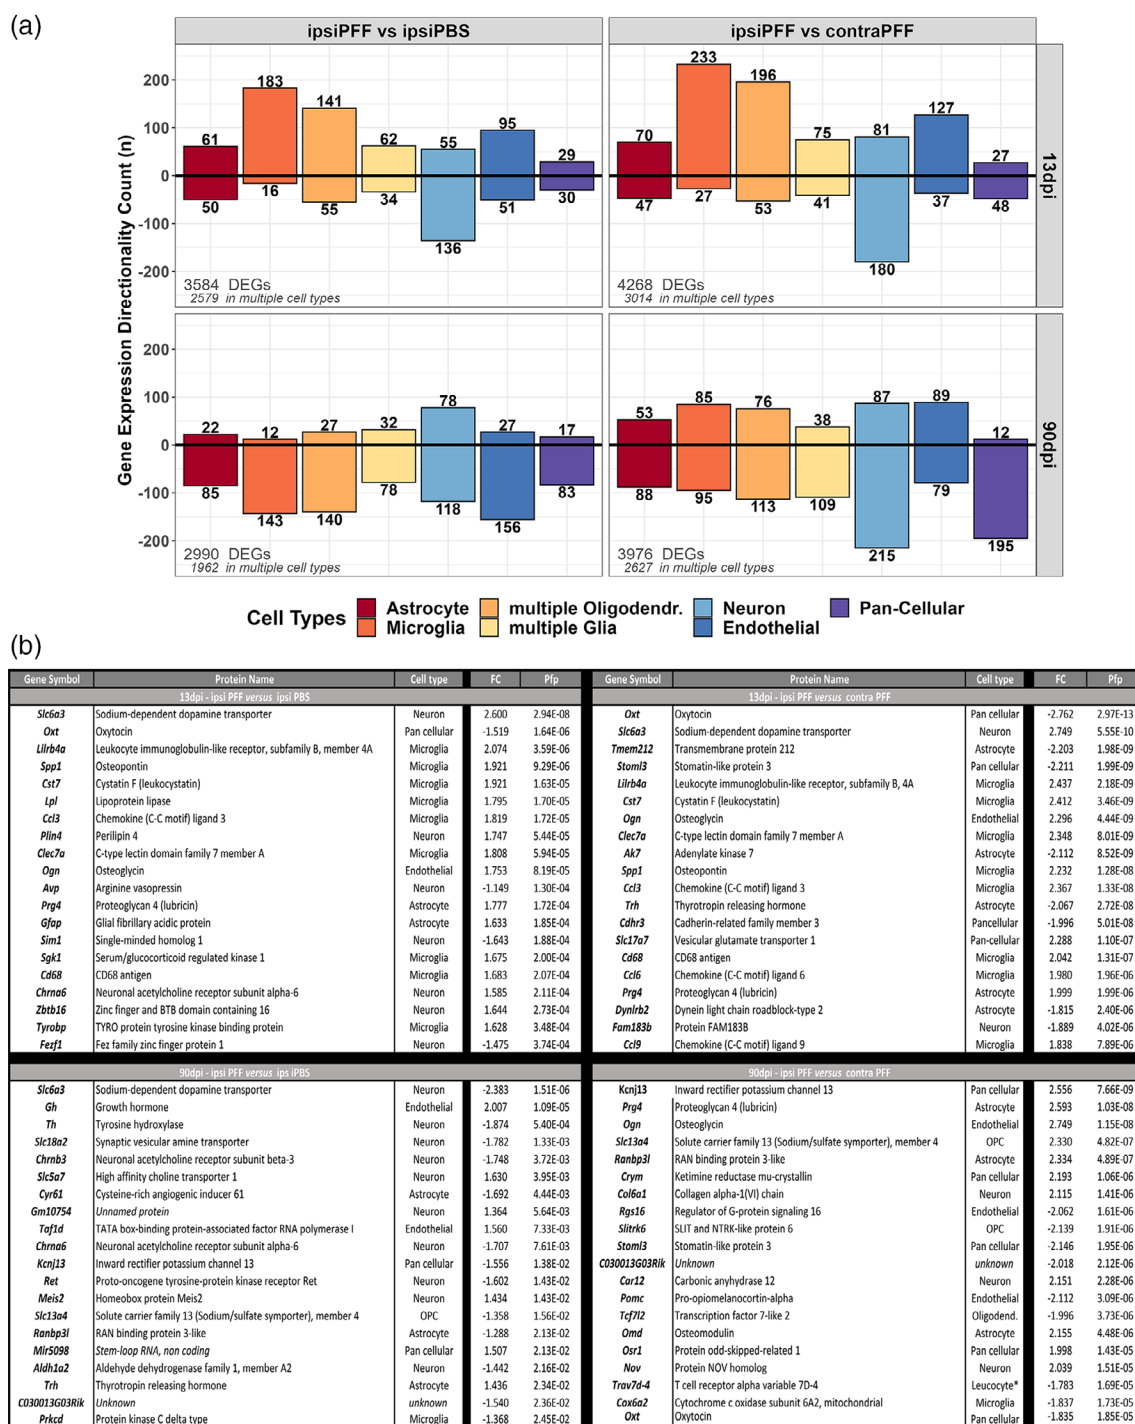 (a)
ipsiPFF vs ipsiPBS
ipsiPFF vs contraPFF
Gene Expression Directionality Count (n)
200
100
0
-100
-200
61 183 141 62 55 95 29
50 16 55 34 136 51 30
3584 DEGs
2579 in multiple cell types
70 233 196 75 81 127 27
47 27 53 41 180 37 48
4268 DEGs
3014 in multiple cell types
13dpi
200
100
0
-100
-200
22 12 27 32 78 27 17
85 143 140 78 118 156 83
2990 DEGs
1962 in multiple cell types
53 85 76 38 87 89 12
88 95 113 109 215 79 195
3976 DEGs
2627 in multiple cell types
90dpi
Cell Types
Astrocyte multiple Oligodendr. Neuron Pan-Cellular
Microglia multiple Glia Endothelial
(b)
Gene Symbol Protein Name Cell type FC Pfp
13dpi - ipsi PFF versus ipsi PBS
Slc6a3 Sodium-dependent dopamine transporter Neuron 2.600 2.94E-08
Oxt Oxytocin Pan cellular -1.519 1.64E-06
Lilrb4a Leukocyte immunoglobulin-like receptor, subfamily B, member 4A Microglia 2.074 3.59E-06
Spp1 Osteopontin Microglia 1.921 9.29E-06
Cst7 Cystatin F (leukocystatin) Microglia 1.921 1.63E-05
Lpl Lipoprotein lipase Microglia 1.795 1.70E-05
Ccl3 Chemokine (C-C motif) ligand 3 Microglia 1.819 1.72E-05
Plin4 Perilipin 4 Neuron 1.747 5.44E-05
Clec7a C-type lectin domain family 7 member A Microglia 1.808 5.94E-05
Ogn Osteoglycin Endothelial 1.753 8.19E-05
Avp Arginine vasopressin Neuron -1.149 1.30E-04
Prg4 Proteoglycan 4 (lubricin) Astrocyte 1.777 1.72E-04
Gfap Glial fibrillary acidic protein Astrocyte 1.633 1.85E-04
Sim1 Single-minded homolog 1 Neuron -1.643 1.88E-04
Sgk1 Serum/glucocorticoid regulated kinase 1 Microglia 1.675 2.00E-04
Cd68 CD68 antigen Microglia 1.683 2.07E-04
Chrna6 Neuronal acetylcholine receptor subunit alpha-6 Neuron 1.585 2.11E-04
Zbtb16 Zinc finger and BTB domain containing 16 Neuron 1.644 2.73E-04
Tyrobp TYRO protein tyrosine kinase binding protein Microglia 1.628 3.48E-04
Fezf1 Fez family zinc finger protein 1 Neuron -1.475 3.74E-04
Gene Symbol Protein Name Cell type FC Pfp
13dpi - ipsi PFF versus contra PFF
Oxt Oxytocin Pan cellular -2.762 2.97E-13
Slc6a3 Sodium-dependent dopamine transporter Neuron 2.749 5.55E-10
Tmem212 Transmembrane protein 212 Astrocyte -2.203 1.98E-09
Stoml3 Stomatin-like protein 3 Pan cellular -2.211 1.99E-09
Lilrb4a Leukocyte immunoglobulin-like receptor, subfamily B, 4A Microglia 2.437 2.18E-09
Cst7 Cystatin F (leukocystatin) Microglia 2.412 3.46E-09
Ogn Osteoglycin Endothelial 2.296 4.44E-09
Clec7a C-type lectin domain family 7 member A Microglia 2.348 8.01E-09
Ak7 Adenylate kinase 7 Astrocyte -2.112 8.52E-09
Spp1 Osteopontin Microglia 2.232 1.28E-08
Ccl3 Chemokine (C-C motif) ligand 3 Microglia 2.367 1.33E-08
Trh Thyrotropin releasing hormone Astrocyte -2.067 2.72E-08
Cdhr3 Cadherin-related family member 3 Pancellular -1.996 5.01E-08
Slc17a7 Vesicular glutamate transporter 1 Pan-cellular 2.288 1.10E-07
Cd68 CD68 antigen Microglia 2.042 1.31E-07
Ccl6 Chemokine (C-C motif) ligand 6 Microglia 1.980 1.96E-06
Prg4 Proteoglycan 4 (lubricin) Astrocyte 1.999 1.99E-06
Dynlrb2 Dynein light chain roadblock-type 2 Astrocyte -1.815 2.40E-06
Fam183b Protein FAM183B Neuron -1.889 4.02E-06
Ccl9 Chemokine (C-C motif) ligand 9 Microglia 1.838 7.89E-06
90dpi - ipsi PFF versus ips iPBS
Slc6a3 Sodium-dependent dopamine transporter Neuron -2.383 1.51E-06
Gh Growth hormone Endothelial 2.007 1.09E-05
Th Tyrosine hydroxylase Neuron -1.874 5.40E-04
Slc18a2 Synaptic vesicular amine transporter Neuron -1.782 1.33E-03
Chrnb3 Neuronal acetylcholine receptor subunit beta-3 Neuron -1.748 3.72E-03
Slc5a7 High affinity choline transporter 1 Neuron 1.630 3.95E-03
Cyr61 Cysteine-rich angiogenic inducer 61 Astrocyte -1.692 4.44E-03
Gm10754 Unnamed protein Neuron 1.364 5.64E-03
Taf1d TATA box-binding protein-associated factor RNA polymerase I Endothelial 1.560 7.33E-03
Chrna6 Neuronal acetylcholine receptor subunit alpha-6 Neuron -1.707 7.61E-03
Kcnj13 Inward rectifier potassium channel 13 Pan cellular -1.556 1.38E-02
Ret Proto-oncogene tyrosine-protein kinase receptor Ret Neuron -1.602 1.43E-02
Meis2 Homeobox protein Meis2 Neuron 1.434 1.43E-02
Slc13a4 Solute carrier family 13 (Sodium/sulfate symporter), member 4 OPC -1.358 1.56E-02
Ranbp3l RAN binding protein 3-like Astrocyte -1.288 2.13E-02
Mir5098 Stem-loop RNA, non coding Pan cellular 1.507 2.13E-02
Aldh1a2 Aldehyde dehydrogenase family 1, member A2 Neuron -1.442 2.16E-02
Trh Thyrotropin releasing hormone Astrocyte 1.436 2.34E-02
C030013G03Rik Unknown unknown -1.540 2.36E-02
Prkcd Protein kinase C delta type Microglia -1.368 2.45E-02
90dpi - ipsi PFF versus contra PFF
Kcnj13 Inward rectifier potassium channel 13 Pan cellular 2.556 7.66E-09
Prg4 Proteoglycan 4 (lubricin) Astrocyte 2.593 1.03E-08
Ogn Osteoglycin Endothelial 2.749 1.15E-08
Slc13a4 Solute carrier family 13 (Sodium/sulfate symporter), member 4 OPC 2.330 4.82E-07
Ranbp3l RAN binding protein 3-like Astrocyte 2.334 4.89E-07
Crym Ketimine reductase mu-crystallin Pan cellular 2.193 1.06E-06
Col6a1 Collagen alpha-1(VI) chain Neuron 2.115 1.41E-06
Rgs16 Regulator of G-protein signaling 16 Endothelial -2.062 1.61E-06
Slitrk6 SLIT and NTRK-like protein 6 OPC -2.139 1.91E-06
Stoml3 Stomatin-like protein 3 Pan cellular -2.146 1.95E-06
C030013G03Rik Unknown unknown -2.018 2.12E-06
Car12 Carbonic anyhydrase 12 Neuron 2.151 2.28E-06
Pomc Pro-opiomelanocortin-alpha Endothelial -2.112 3.09E-06
Tcf7l2 Transcription factor 7-like 2 Oligodend. -1.996 3.73E-06
Omd Osteomodulin Astrocyte 2.155 4.48E-06
Osr1 Protein odd-skipped-related 1 Pan cellular 1.998 1.43E-05
Nov Protein NOV homolog Neuron 2.039 1.51E-05
Trav7d-4 T cell receptor alpha variable 7D-4 Leucocyte* -1.783 1.69E-05
Cox6a2 Cytochrome c oxidase subunit 6A2, mitochondrial Microglia -1.837 1.73E-05
Oxt Oxytocin Pan cellular -1.835 1.85E-05